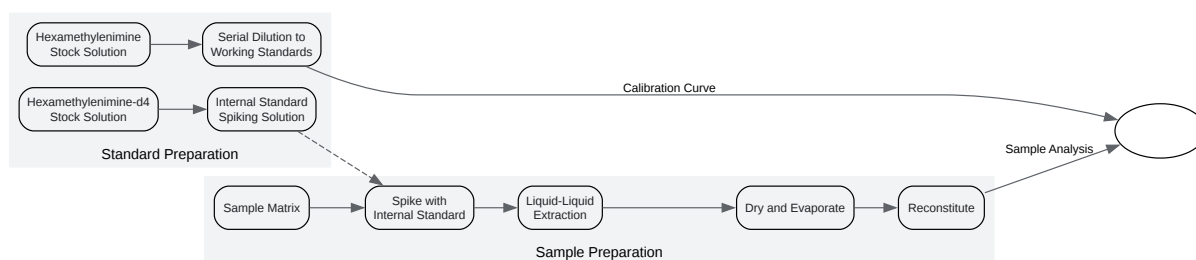 Hexamethylenimine
Stock Solution
Serial Dilution to
Working Standards
Calibration Curve
Hexamethylenimine-d4
Stock Solution
Internal Standard
Spiking Solution
Standard Preparation
Sample Analysis
Sample Matrix
Spike with
Internal Standard
Liquid-Liquid
Extraction
Dry and Evaporate
Reconstitute
Sample Preparation